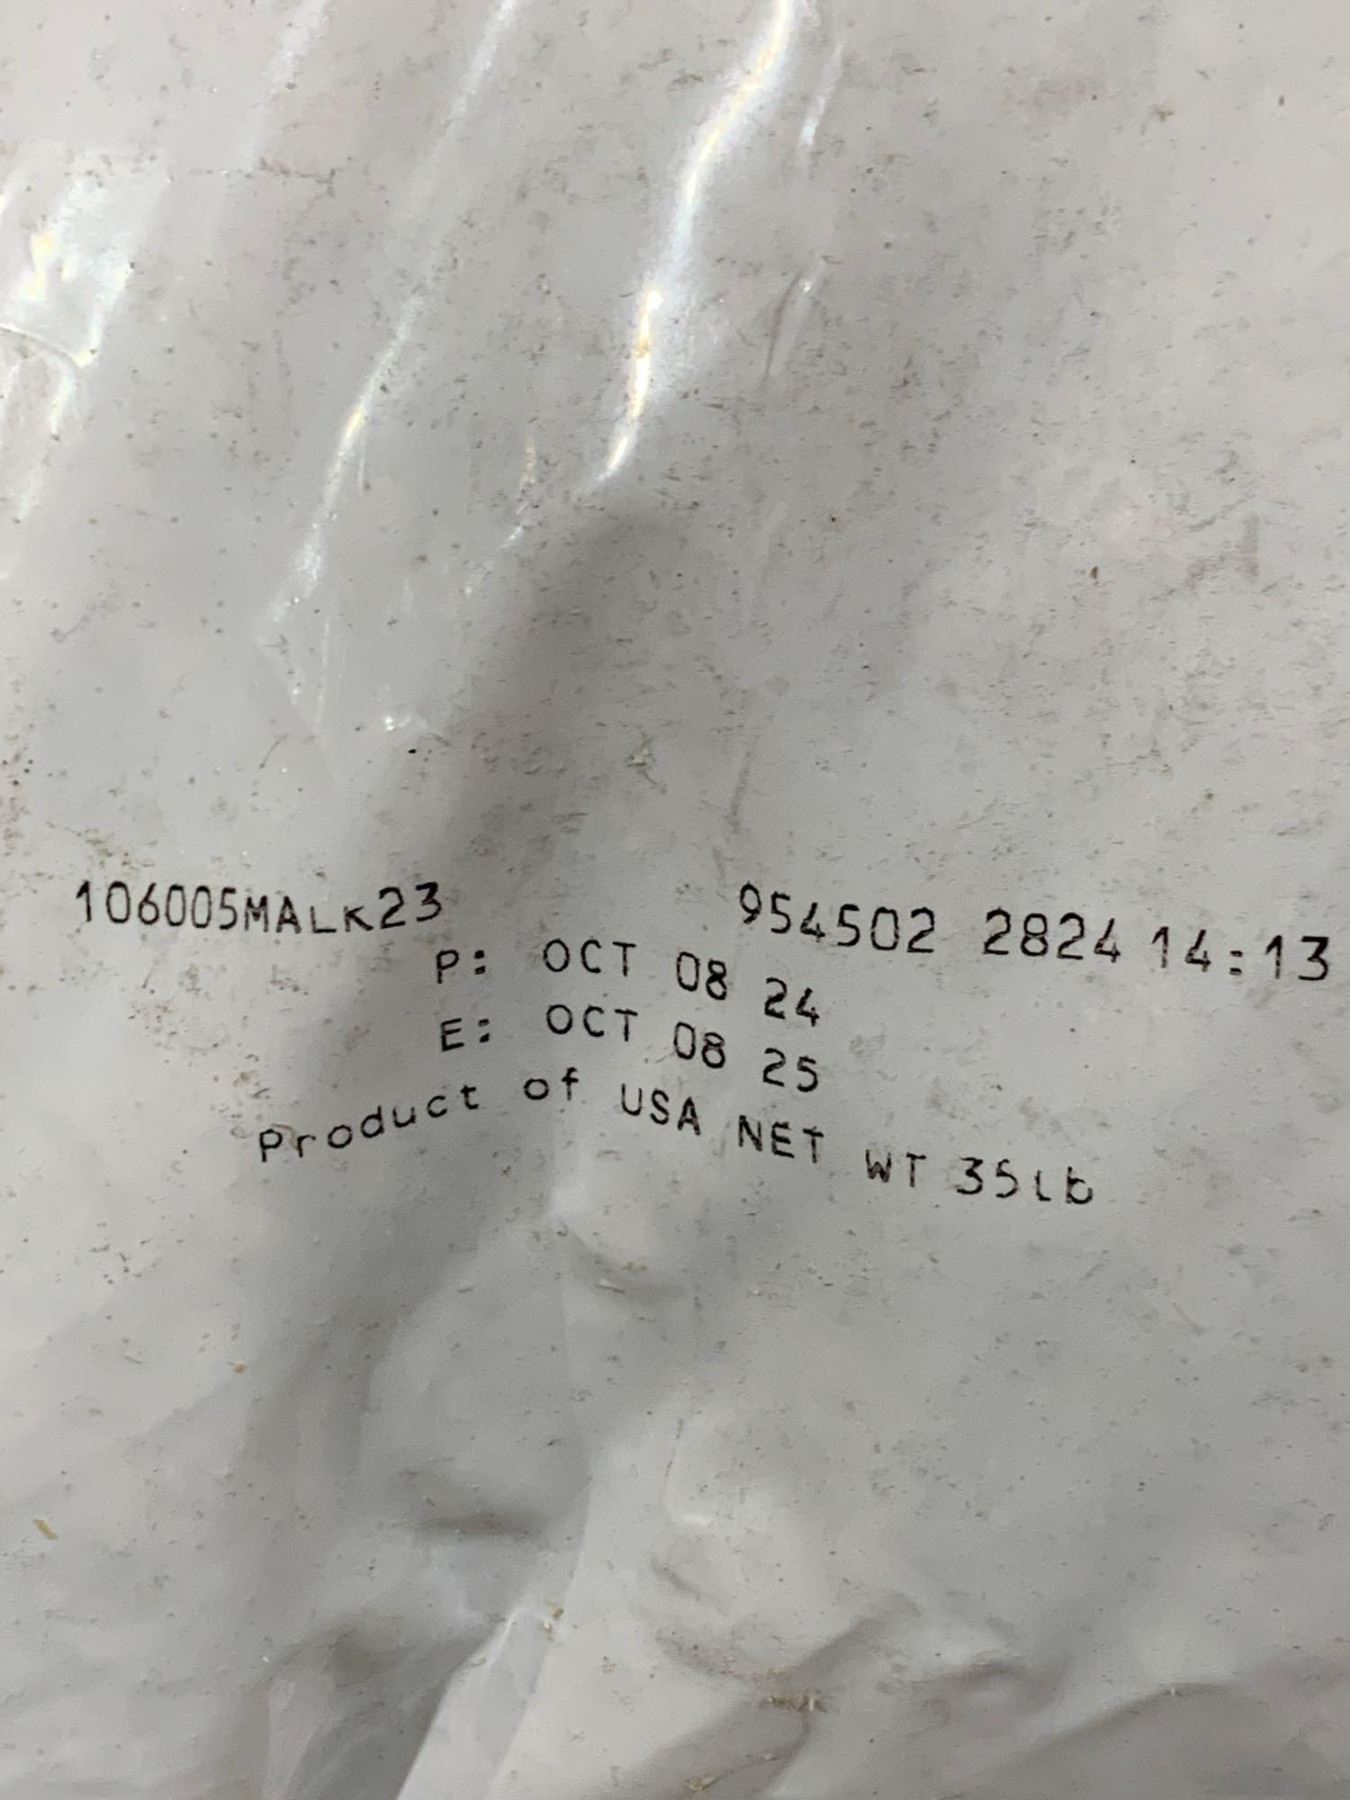 106005MALK23 954502 2824 14:13
P: OCT 08 24
E: OCT 08 25
Product of USA NET WT 35lb